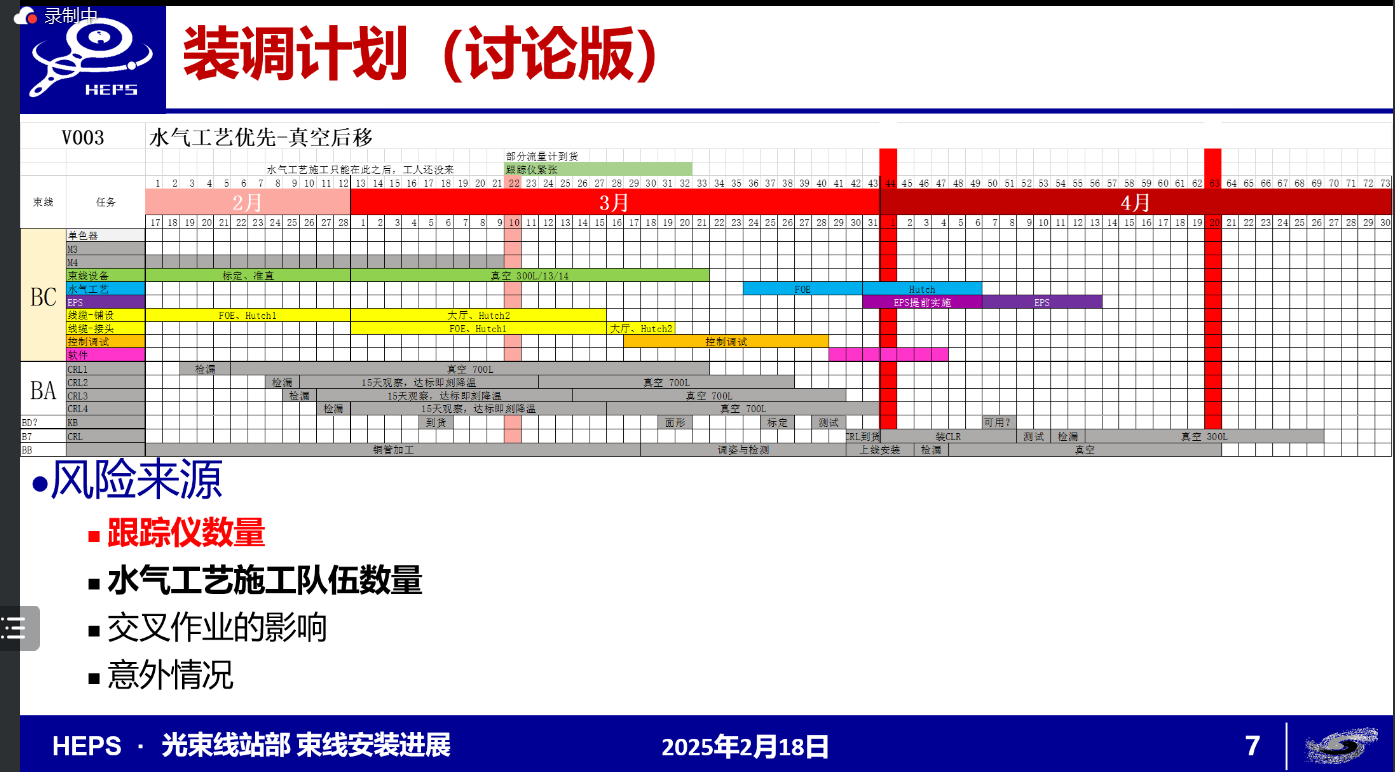 录制中
HEPS
装调计划（讨论版）
V003 水气工艺优先-真空后移
部分流量计到货
水气工艺施工只能在此之后，工人还没来 跟踪仪紧张
1 2 3 4 5 6 7 8 9 10 11 12 13 14 15 16 17 18 19 20 21 22 23 24 25 26 27 28 29 30 31 32 33 34 35 36 37 38 39 40 41 42 43 44 45 46 47 48 49 50 51 52 53 54 55 56 57 58 59 60 61 62 63 64 65 66 67 68 69 70 71 72 73
束线 任务 2月 3月 4月
17 18 19 20 21 22 23 24 25 26 27 28 1 2 3 4 5 6 7 8 9 10 11 12 13 14 15 16 17 18 19 20 21 22 23 24 25 26 27 28 29 30 31 1 2 3 4 5 6 7 8 9 10 11 12 13 14 15 16 17 18 19 20 21 22 23 24 25 26 27 28 29 30
BC
单色器
M3
M4
束线设备 标定、准直 真空 300L/13/14
水气工艺 FOE Hutch
EPS EPS提前实施 EPS
线缆-铺设 FOE、Hutch1 大厅、Hutch2
线缆-接头 FOE、Hutch1 大厅、Hutch2
控制调试 控制调试
软件
BA
CRL1 检漏 真空 700L
CRL2 检漏 15天观察，达标即刻降温 真空 700L
CRL3 检漏 15天观察，达标即刻降温 真空 700L
CRL4 检漏 15天观察，达标即刻降温 真空 700L
BD? KB 到货 面形 标定 测试 可用？
B7 CRL CRL到货 装CLR 测试 检漏 真空 300L
BB 铜管加工 调姿与检测 上线安装 检漏 真空
风险来源
跟踪仪数量
水气工艺施工队伍数量
交叉作业的影响
意外情况
HEPS · 光束线站部 束线安装进展 2025年2月18日 7